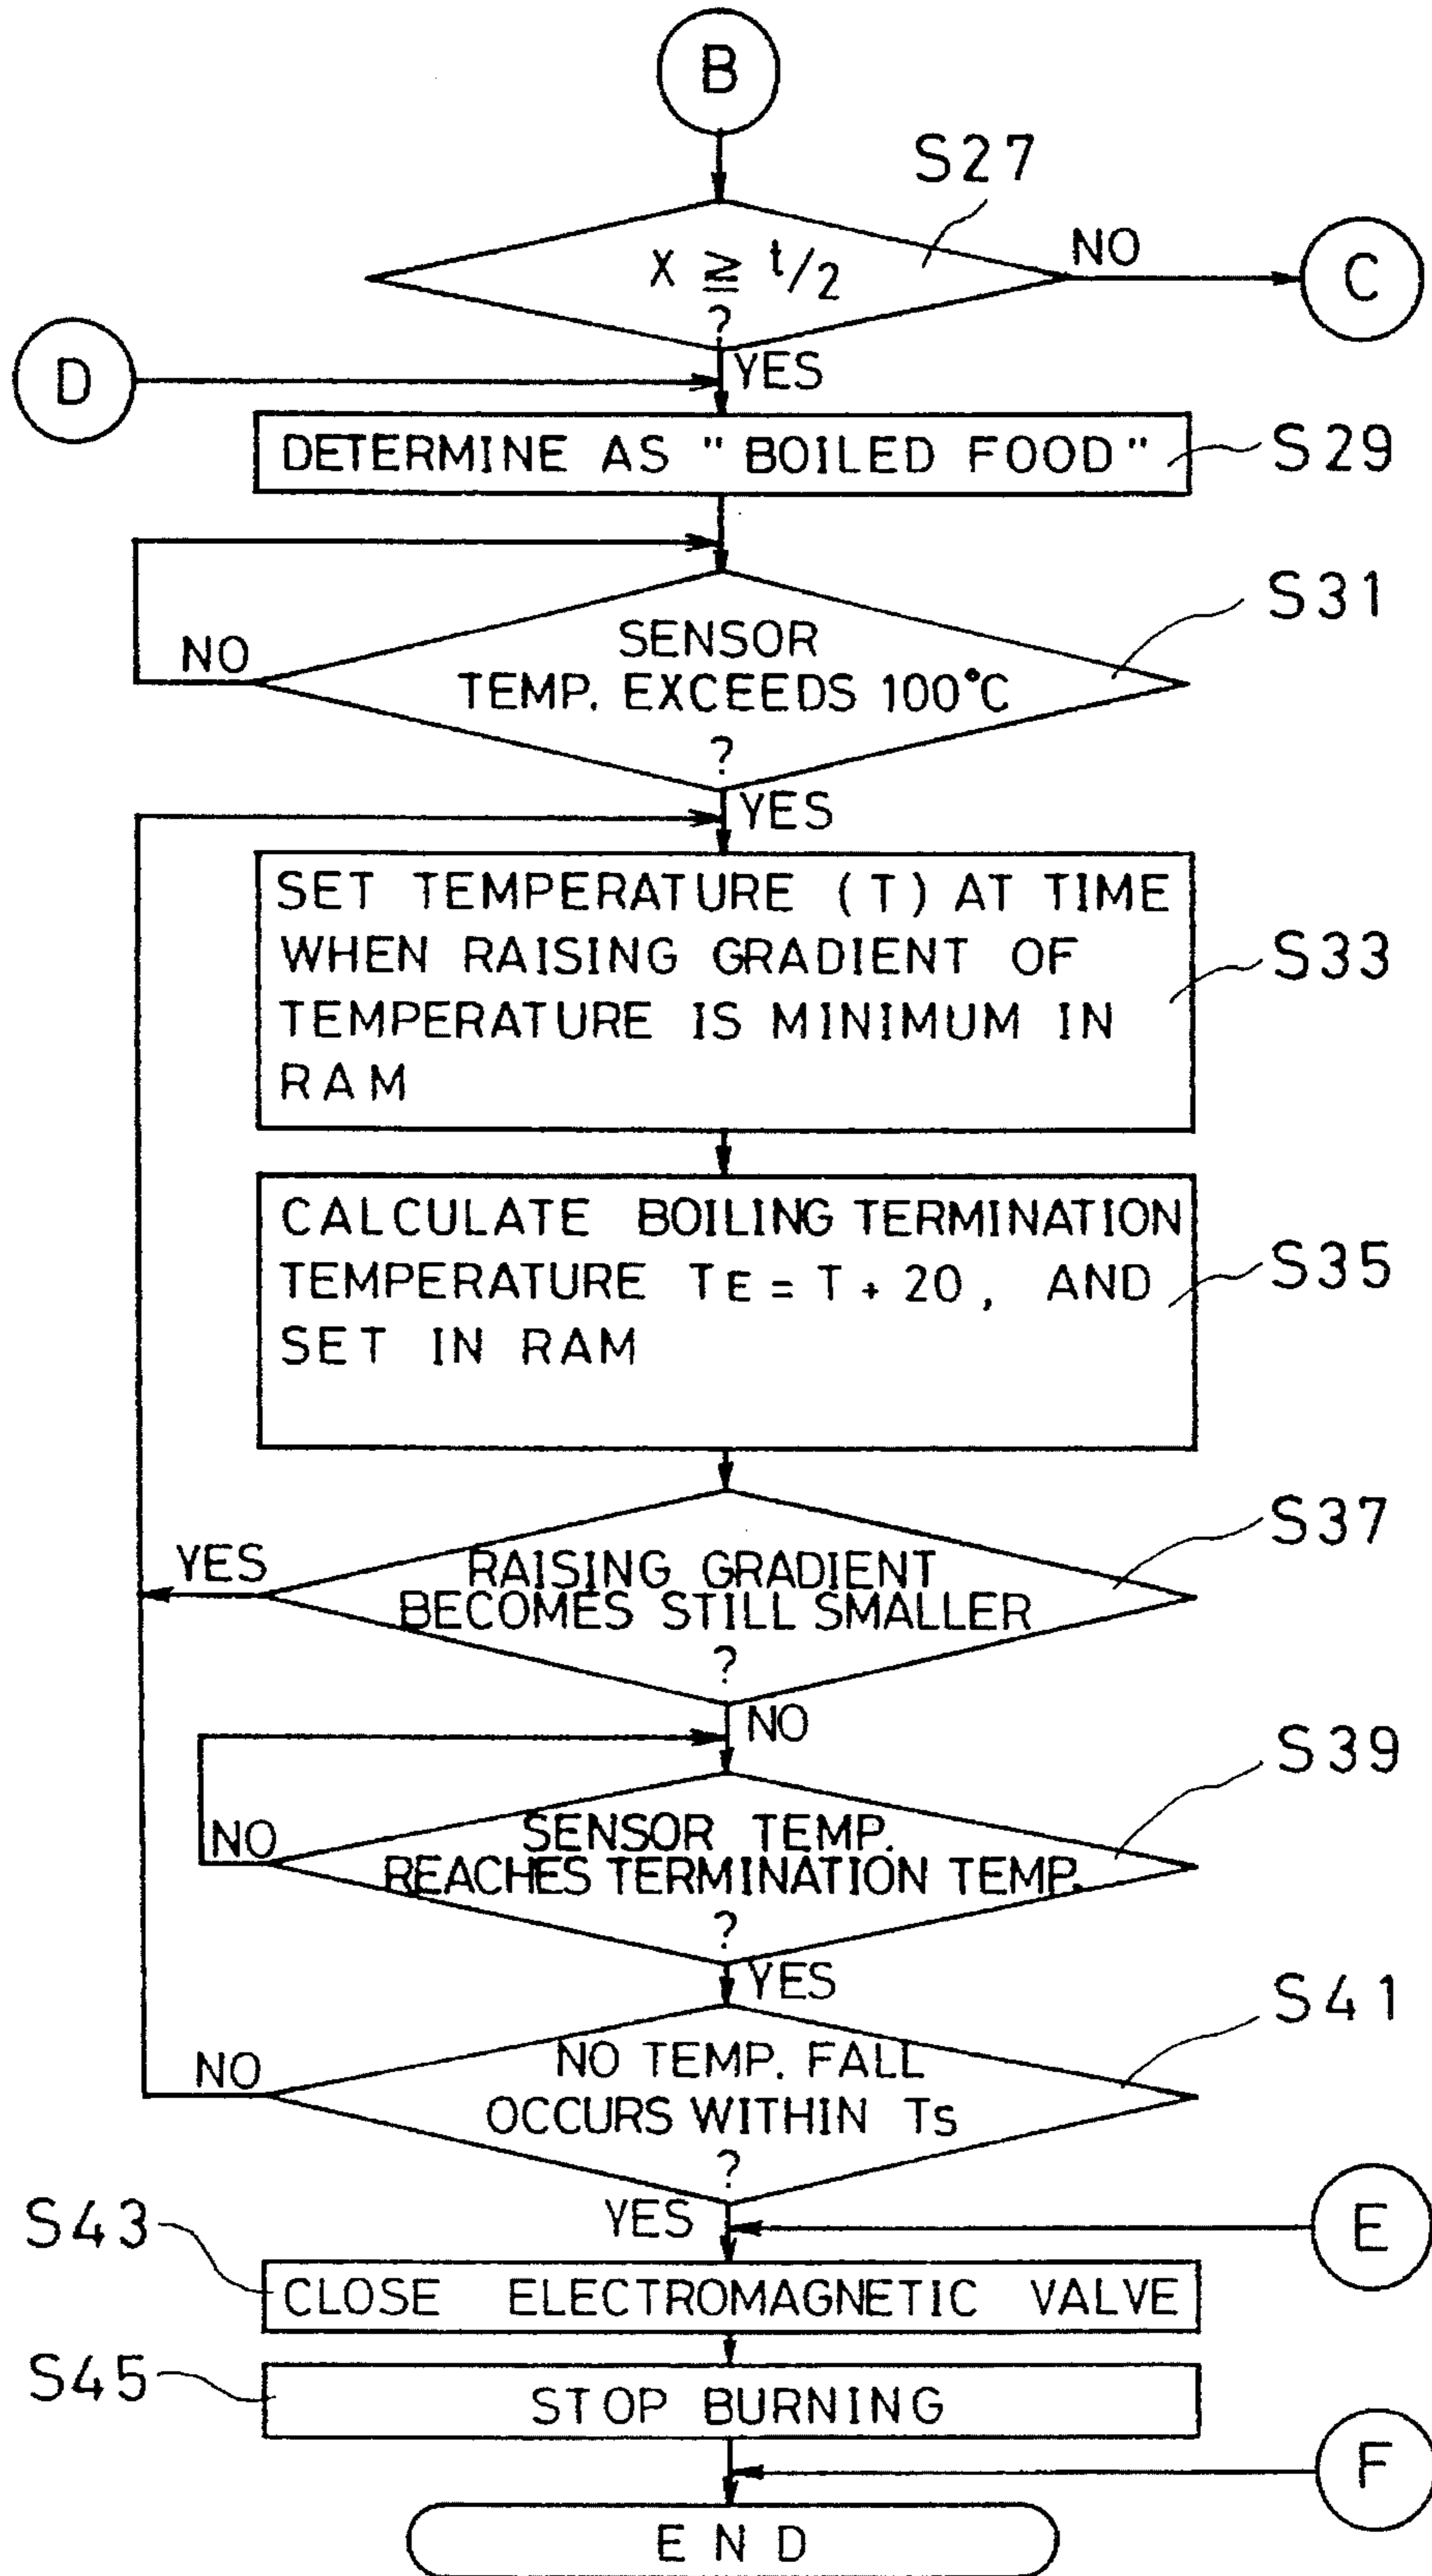 B
S27
X ≧ t/2
?
NO
C
D
YES
DETERMINE AS "BOILED FOOD"
S29
S31
SENSOR
NO
TEMP. EXCEEDS 100°C
?
YES
SET TEMPERATURE (T) AT TIME
WHEN RAISING GRADIENT OF
TEMPERATURE IS MINIMUM IN
RAM
S33
CALCULATE BOILING TERMINATION
TEMPERATURE TE = T + 20, AND
SET IN RAM
S35
S37
YES
RAISING GRADIENT
BECOMES STILL SMALLER
?
NO
S39
NO
SENSOR TEMP.
REACHES TERMINATION TEMP.
?
YES
S41
NO
NO TEMP. FALL
OCCURS WITHIN Ts
?
YES
E
S43
CLOSE ELECTROMAGNETIC VALVE
S45
STOP BURNING
F
END